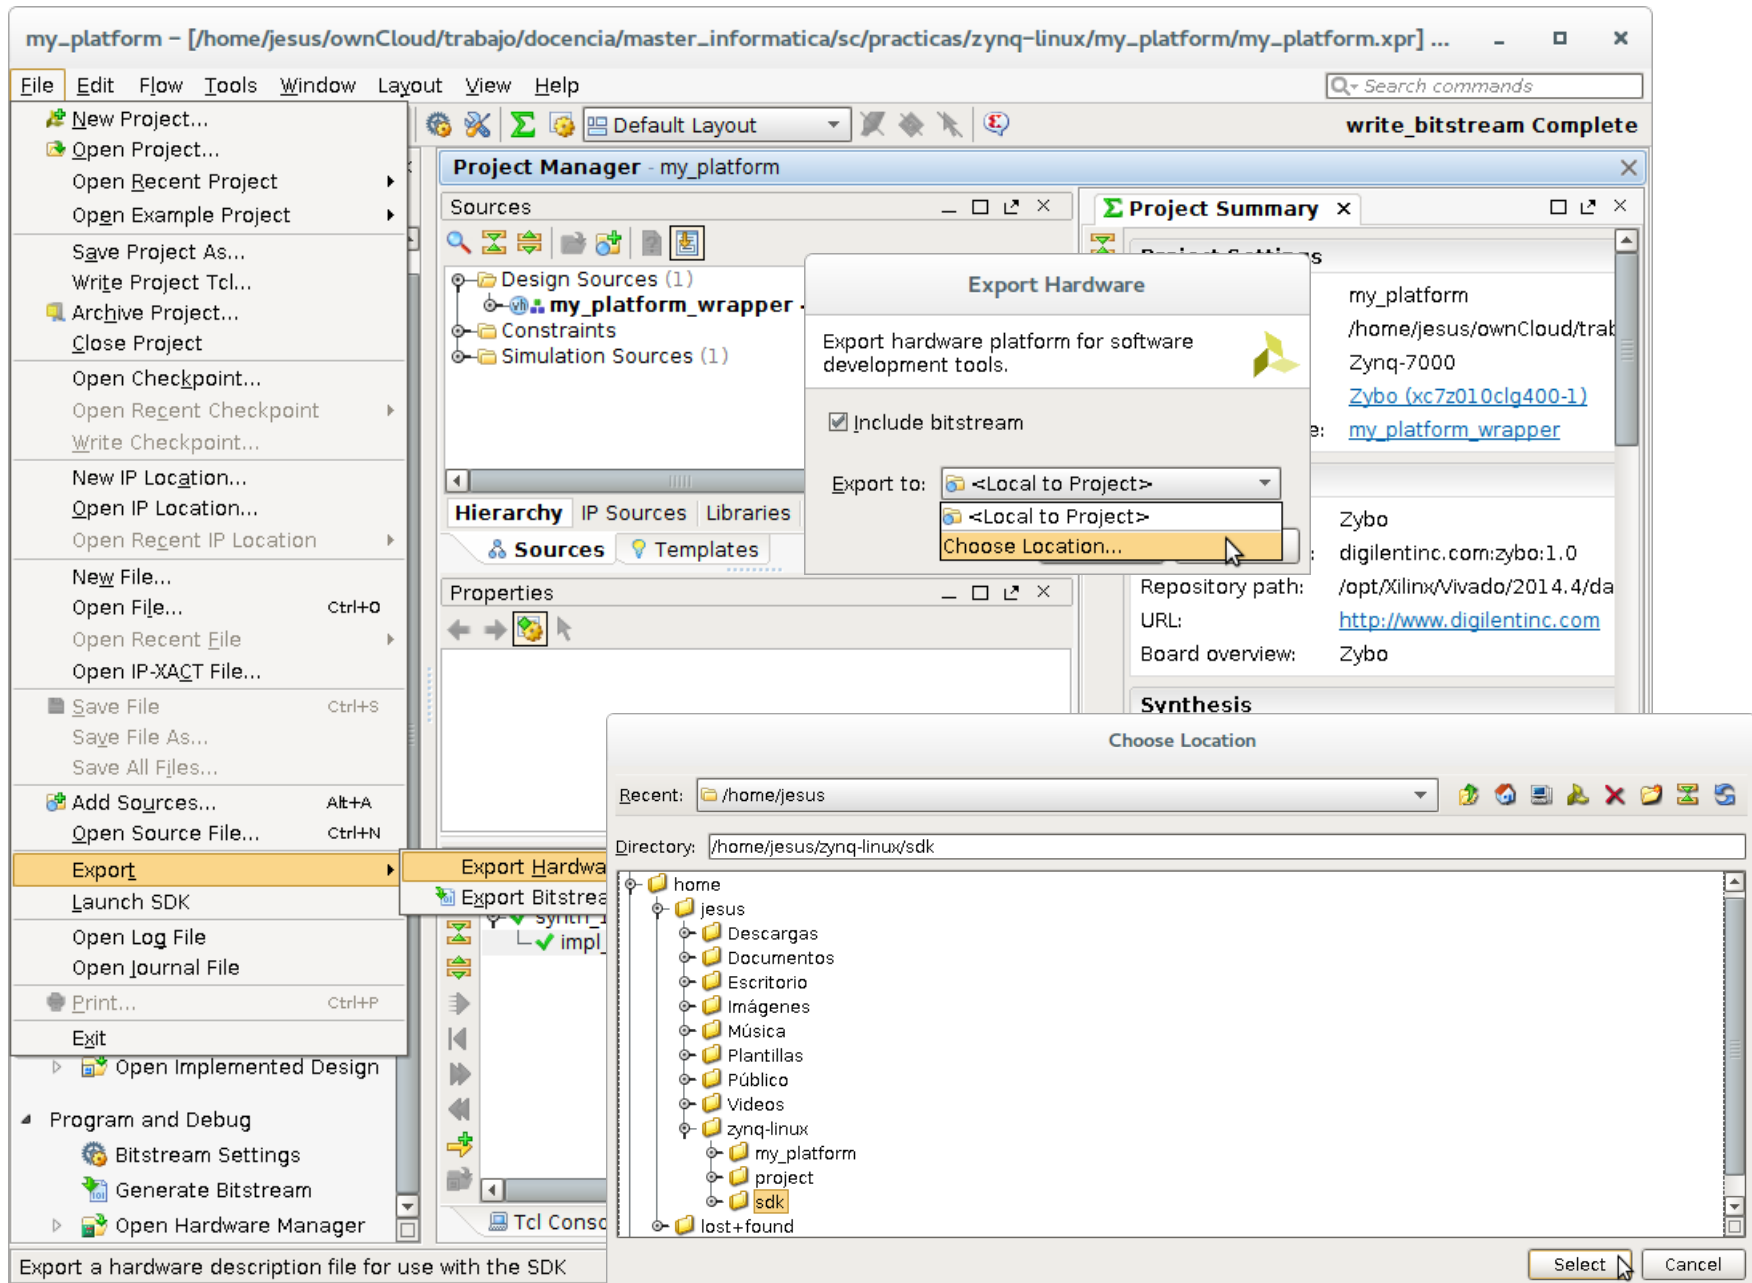 my_platform – [/home/jesus/ownCloud/trabajo/docencia/master_informatica/sc/practicas/zynq-linux/my_platform/my_platform.xpr] ...
File Edit Flow Tools Window Layout View Help
Search commands
New Project...
Open Project...
Open Recent Project
Open Example Project
Save Project As...
Write Project Tcl...
Archive Project...
Close Project
Open Checkpoint...
Open Recent Checkpoint
Write Checkpoint...
New IP Location...
Open IP Location...
Open Recent IP Location
New File...
Open File... Ctrl+O
Open Recent File
Open IP-XACT File...
Save File Ctrl+S
Save File As...
Save All Files...
Add Sources... Alt+A
Open Source File... Ctrl+N
Export
Launch SDK
Open Log File
Open Journal File
Print... Ctrl+P
Exit
Export Hardwa
Export Bitstrea
Open Implemented Design
Program and Debug
Bitstream Settings
Generate Bitstream
Open Hardware Manager
Export a hardware description file for use with the SDK
Default Layout
write_bitstream Complete
Project Manager - my_platform
Sources
Design Sources (1)
my_platform_wrapper -
Constraints
Simulation Sources (1)
Hierarchy IP Sources Libraries
Sources Templates
Properties
synth_1
impl_
Tcl Conso
Project Summary
Project Settings
my_platform
/home/jesus/ownCloud/trab
Zynq-7000
Zybo (xc7z010clg400-1)
e: my_platform_wrapper
Zybo
: digilentinc.com:zybo:1.0
Repository path: /opt/Xilinx/Vivado/2014.4/da
URL: http://www.digilentinc.com
Board overview: Zybo
Synthesis
Export Hardware
Export hardware platform for software
development tools.
Include bitstream
Export to: <Local to Project>
<Local to Project>
Choose Location...
Choose Location
Recent: /home/jesus
Directory: /home/jesus/zynq-linux/sdk
home
jesus
Descargas
Documentos
Escritorio
Imágenes
Música
Plantillas
Público
Videos
zynq-linux
my_platform
project
sdk
lost+found
Select Cancel